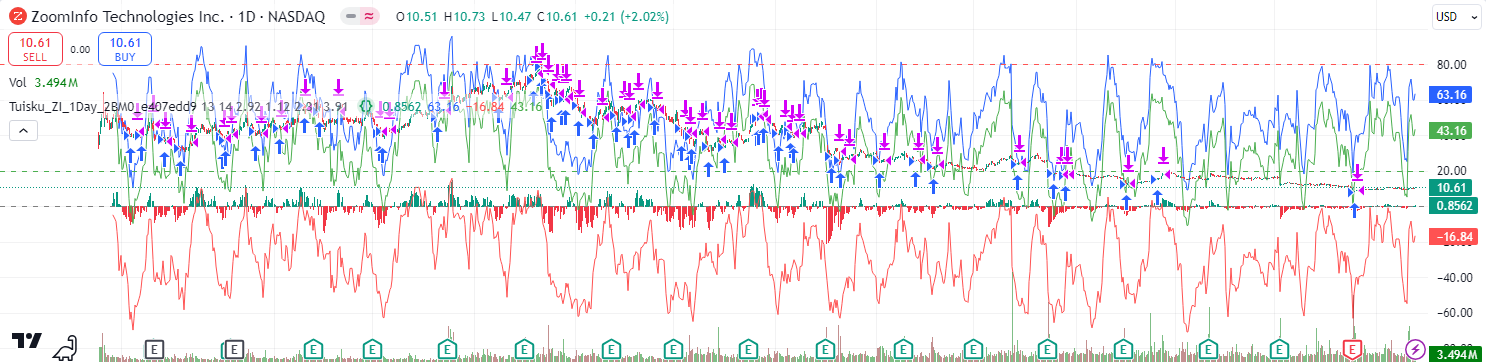 ZoomInfo Technologies Inc. · 1D · NASDAQ O10.51 H10.73 L10.47 C10.61 +0.21 (+2.02%)
USD
10.61
SELL
0.00
10.61
BUY
Vol 3.494M
Tuisku_ZI_1Day_2BM0_e407edd9 13 14 2.92 1.12 2.31 3.91 0.8562 63.16 −16.84 43.16
80.00
63.16
43.16
20.00
10.61
0.8562
−16.84
−40.00
−60.00
3.494M
E E E E E E E E E E E E E E E E E